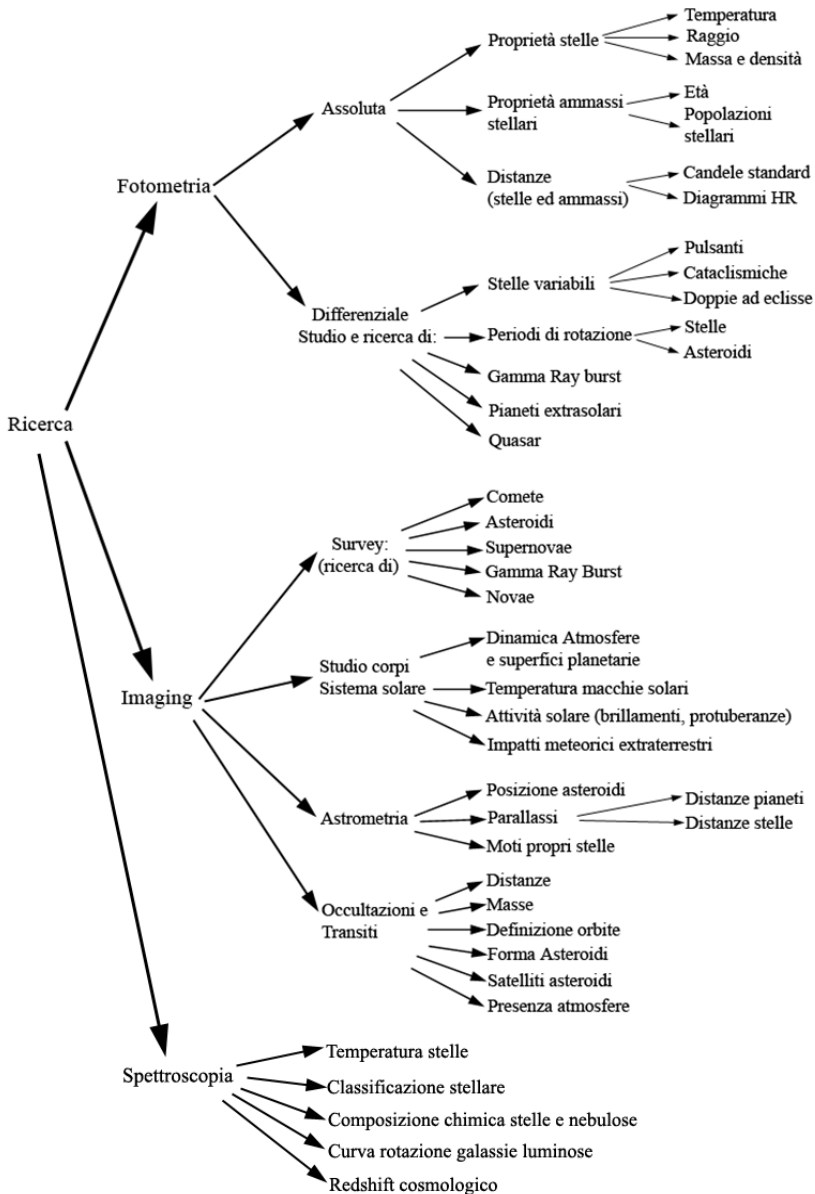 Ricerca
Fotometria
Assoluta
Proprietà stelle
Temperatura
Raggio
Massa e densità
Proprietà ammassi
stellari
Età
Popolazioni
stellari
Distanze
(stelle ed ammassi)
Candele standard
Diagrammi HR
Differenziale
Studio e ricerca di:
Stelle variabili
Pulsanti
Cataclismiche
Doppie ad eclisse
Periodi di rotazione
Stelle
Asteroidi
Gamma Ray burst
Pianeti extrasolari
Quasar
Imaging
Survey:
(ricerca di)
Comete
Asteroidi
Supernovae
Gamma Ray Burst
Novae
Studio corpi
Sistema solare
Dinamica Atmosfere
e superfici planetarie
Temperatura macchie solari
Attività solare (brillamenti, protuberanze)
Impatti meteorici extraterrestri
Astrometria
Posizione asteroidi
Parallassi
Distanze pianeti
Distanze stelle
Moti propri stelle
Occultazioni e
Transiti
Distanze
Masse
Definizione orbite
Forma Asteroidi
Satelliti asteroidi
Presenza atmosfere
Spettroscopia
Temperatura stelle
Classificazione stellare
Composizione chimica stelle e nebulose
Curva rotazione galassie luminose
Redshift cosmologico